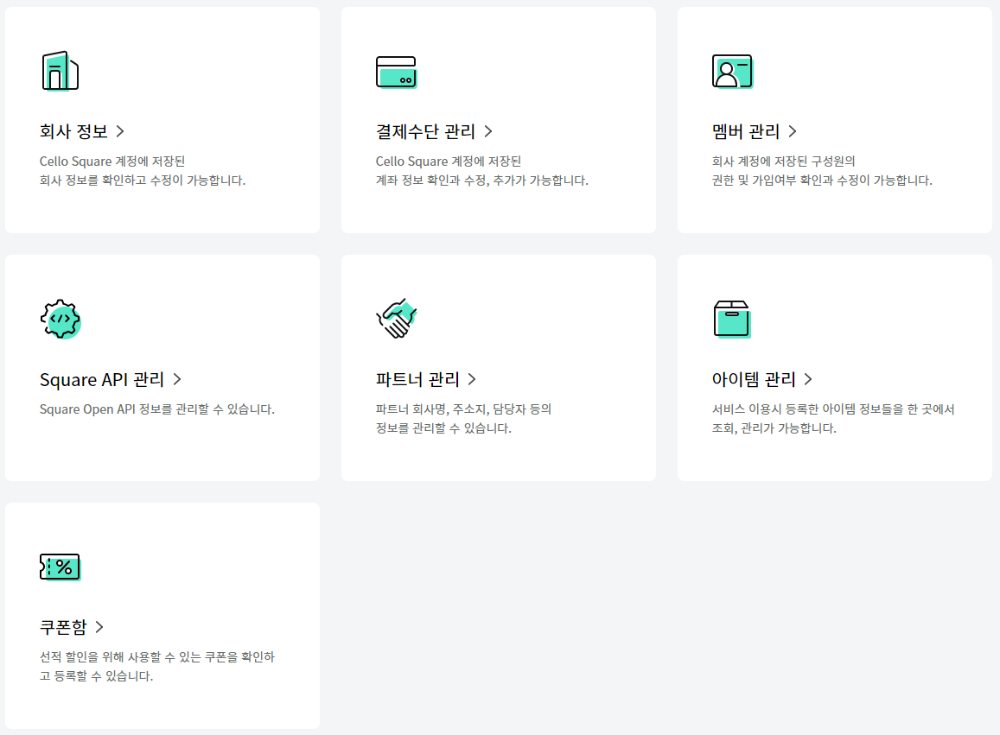 회사 정보
Cello Square 계정에 저장된
회사 정보를 확인하고 수정이 가능합니다.
결제수단 관리
Cello Square 계정에 저장된
계좌 정보 확인과 수정, 추가가 가능합니다.
멤버 관리
회사 계정에 저장된 구성원의
권한 및 가입여부 확인과 수정이 가능합니다.
Square API 관리
Square Open API 정보를 관리할 수 있습니다.
파트너 관리
파트너 회사명, 주소지, 담당자 등의
정보를 관리할 수 있습니다.
아이템 관리
서비스 이용시 등록한 아이템 정보들을 한 곳에서
조회, 관리가 가능합니다.
쿠폰함
선적 할인을 위해 사용할 수 있는 쿠폰을 확인하
고 등록할 수 있습니다.